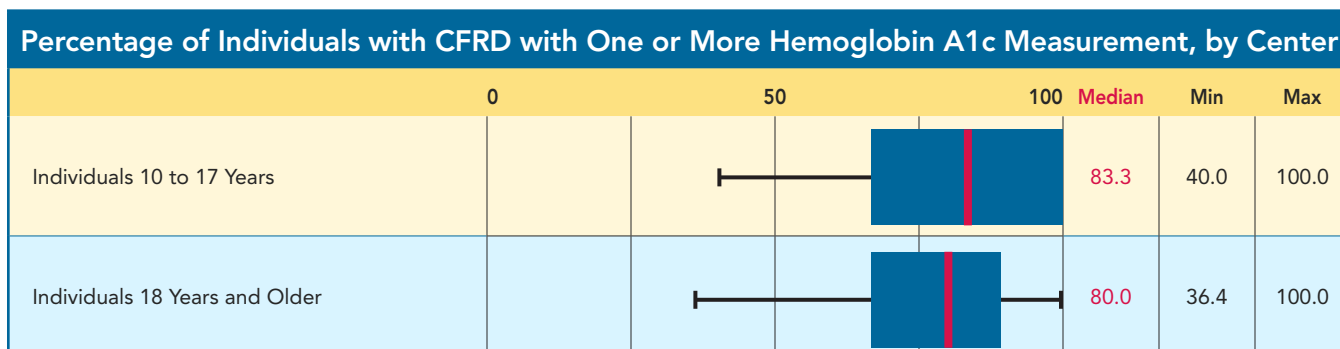 Percentage of Individuals with CFRD with One or More Hemoglobin A1c Measurement, by Center
0 50 100 Median Min Max
Individuals 10 to 17 Years 83.3 40.0 100.0
Individuals 18 Years and Older 80.0 36.4 100.0